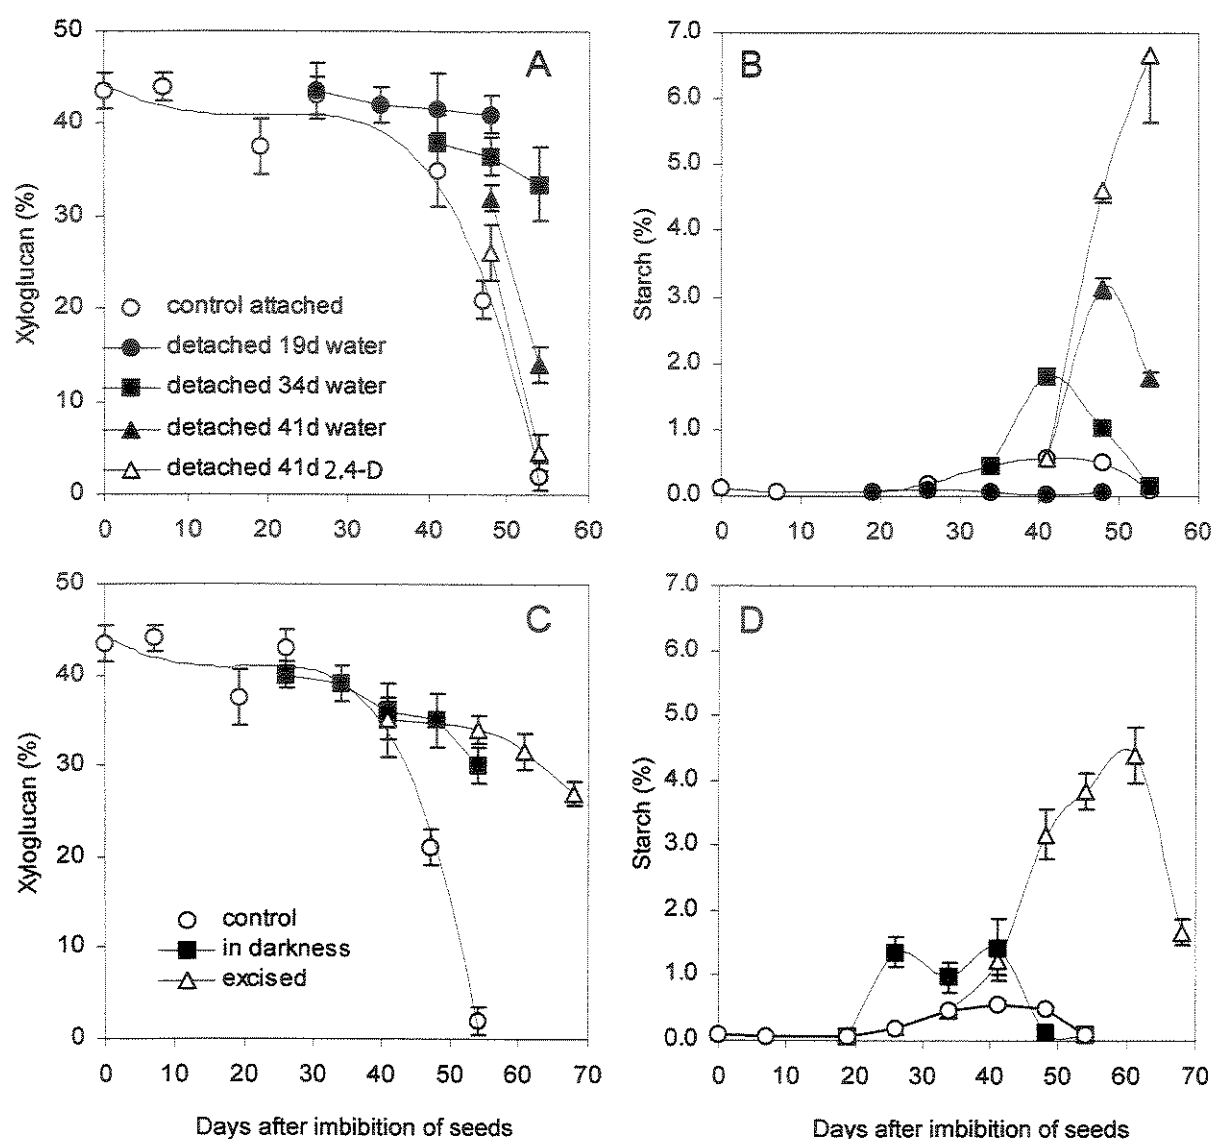 A
B
Xyloglucan (%)
50
40
30
20
10
0
control attached
detached 19d water
detached 34d water
detached 41d water
detached 41d 2,4-D
0 10 20 30 40 50 60
Starch (%)
7.0
6.0
5.0
4.0
3.0
2.0
1.0
0.0
0 10 20 30 40 50 60
C
D
Xyloglucan (%)
50
40
30
20
10
0
control
in darkness
excised
0 10 20 30 40 50 60 70
Days after imbibition of seeds
Starch (%)
7.0
6.0
5.0
4.0
3.0
2.0
1.0
0.0
0 10 20 30 40 50 60 70
Days after imbibition of seeds